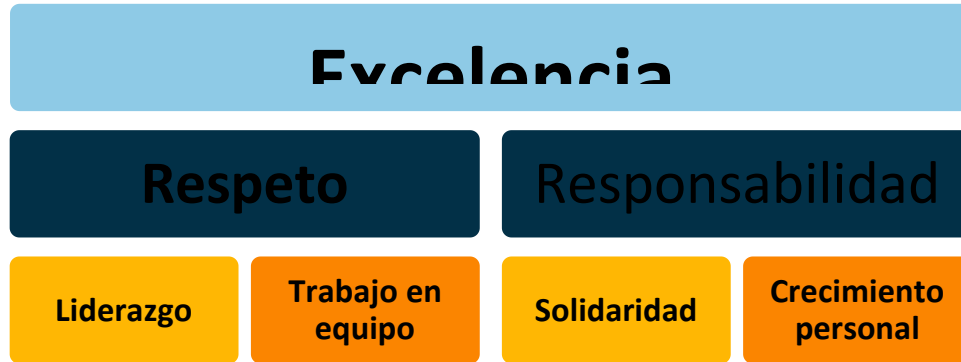 Excelencia
Respeto
Responsabilidad
Liderazgo
Trabajo en
equipo
Solidaridad
Crecimiento
personal